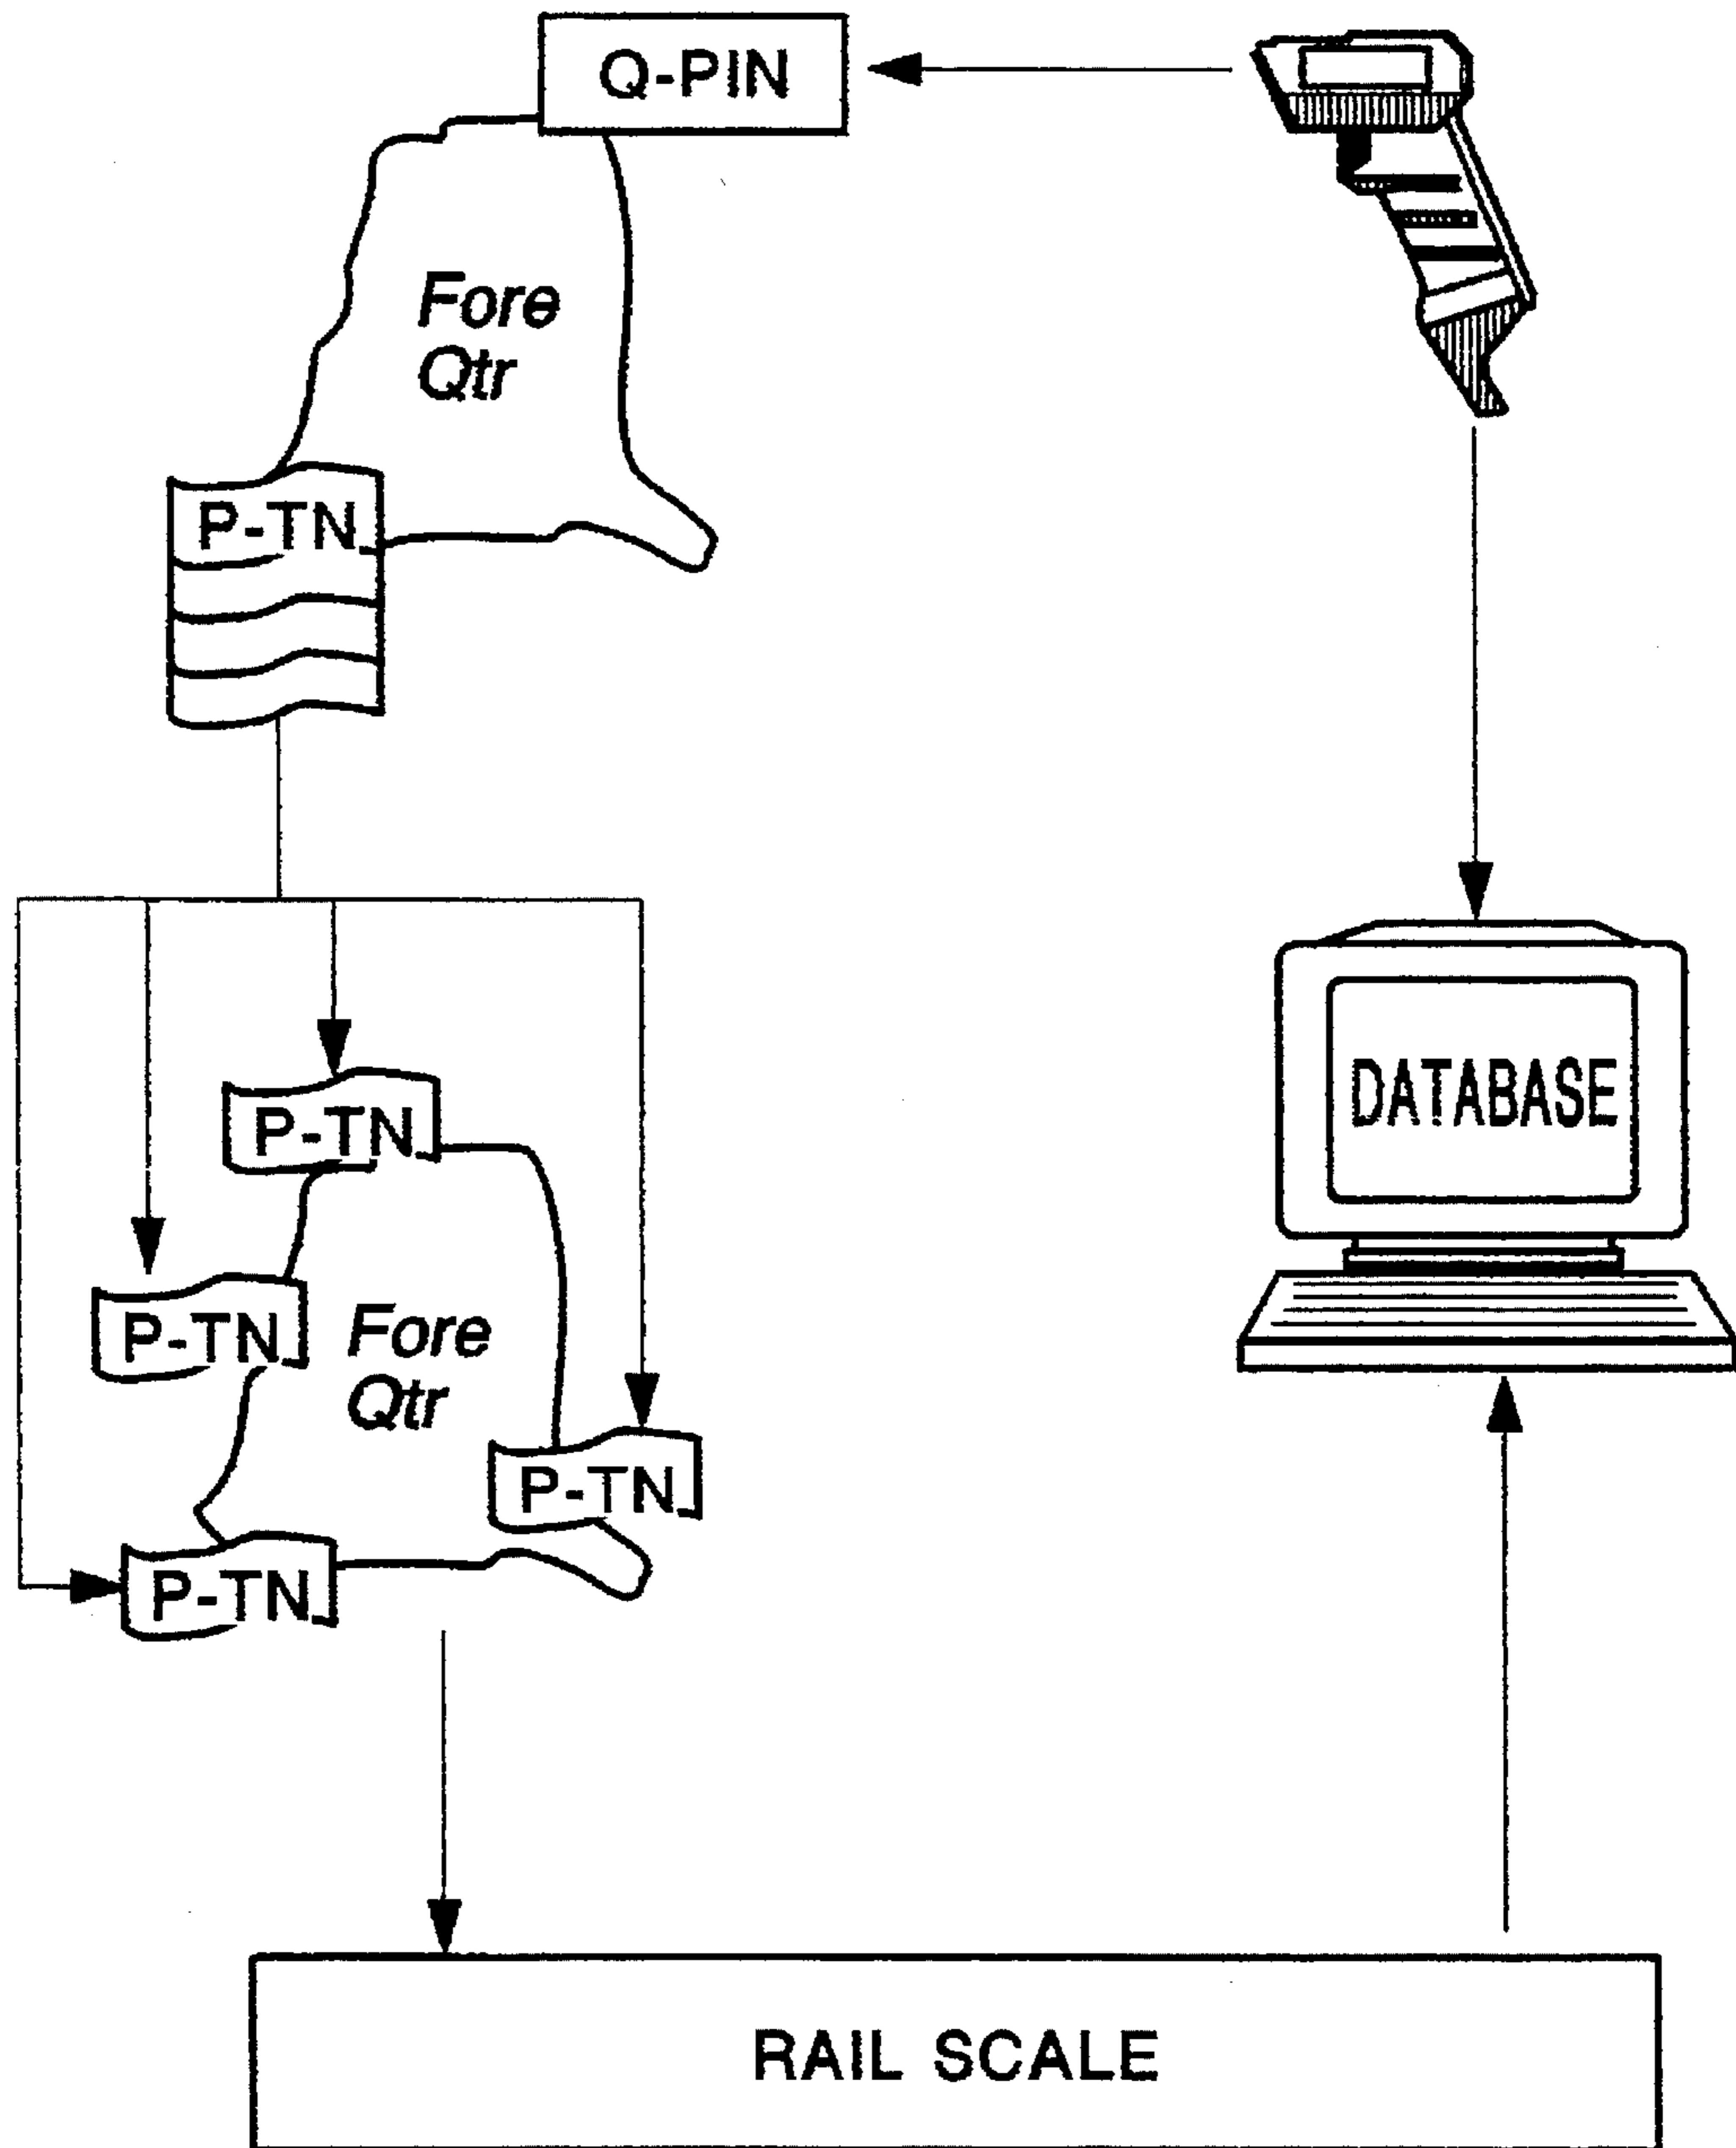 Q-PIN
Fore
Qtr
P-TN
P-TN
P-TN
Fore
Qtr
P-TN
P-TN
DATABASE
RAIL SCALE